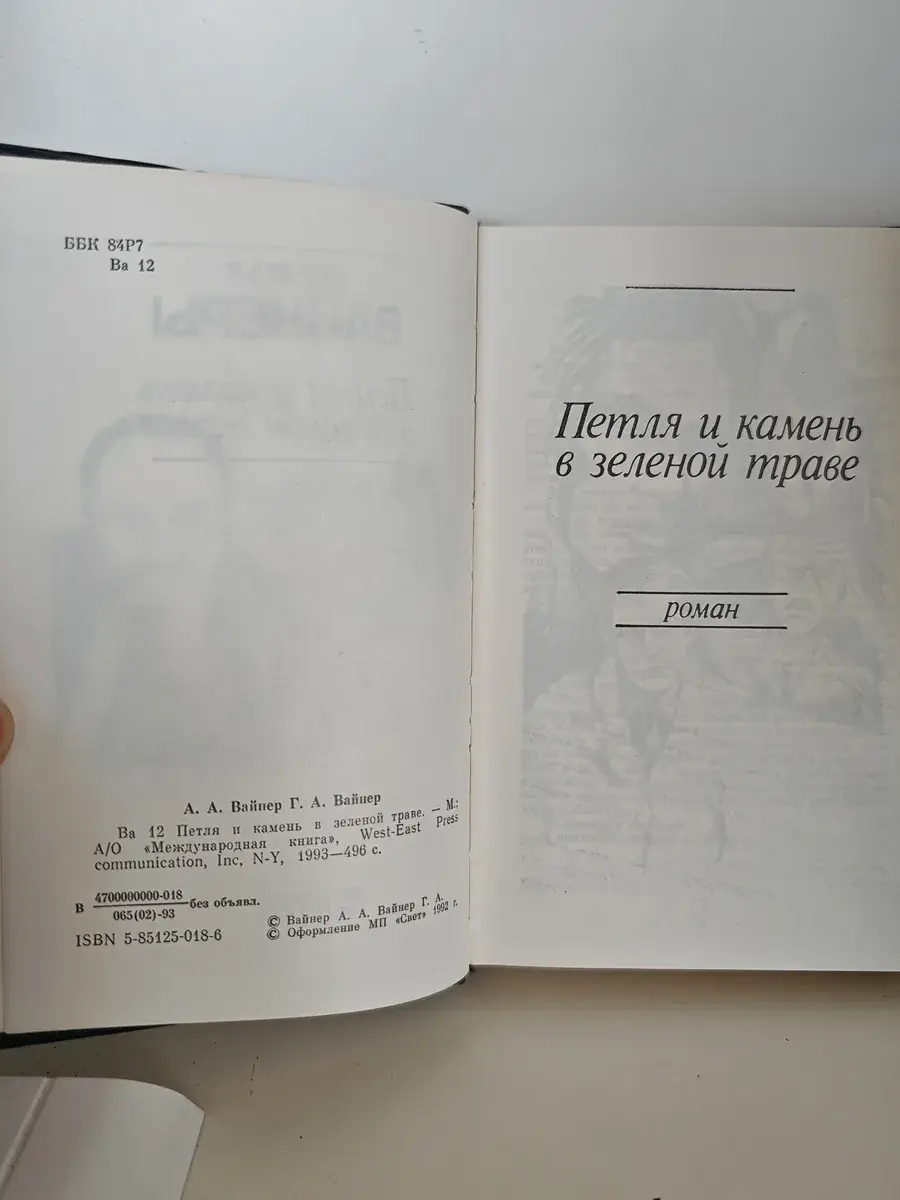 ББК 84Р7
Ва 12
А. А. Вайнер Г. А. Вайнер
Ва 12 Петля и камень в зеленой траве. — М.:
А/О «Международная книга», West-East Press
communication, Inc, N-Y, 1993—496 с.
В 4700000000-018 без объявл.
065(02)-93
ISBN 5-85125-018-6
© Вайнер А. А. Вайнер Г. А.
© Оформление МП «Свет» 1992 г.
Петля и камень
в зеленой траве
роман